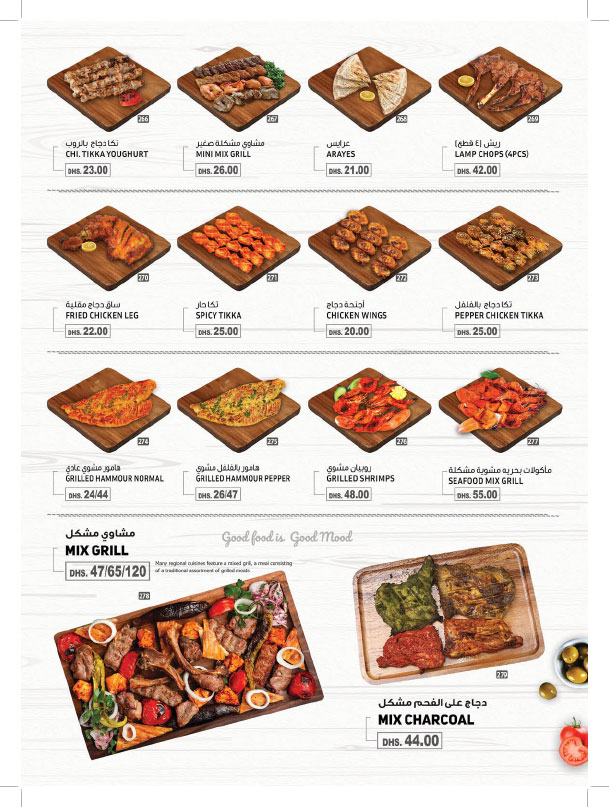 266
267
268
269
تكا دجاج بالروب
CHI. TIKKA YOUGHURT
DHS. 23.00
مشاوي مشكلة صغير
MINI MIX GRILL
DHS. 26.00
عرايس
ARAYES
DHS. 21.00
ريش (٤ قطع)
LAMP CHOPS (4PCS)
DHS. 42.00
270
271
272
273
ساق دجاج مقلية
FRIED CHICKEN LEG
DHS. 22.00
تكا حار
SPICY TIKKA
DHS. 25.00
أجنحة دجاج
CHICKEN WINGS
DHS. 20.00
تكا دجاج بالفلفل
PEPPER CHICKEN TIKKA
DHS. 25.00
274
275
276
277
هامور مشوي عادي
GRILLED HAMMOUR NORMAL
DHS. 24/44
هامور بالفلفل مشوي
GRILLED HAMMOUR PEPPER
DHS. 26/47
روبيان مشوي
GRILLED SHRIMPS
DHS. 48.00
مأكولات بحريه مشوية مشكلة
SEAFOOD MIX GRILL
DHS. 55.00
مشاوي مشكل
MIX GRILL
DHS. 47/65/120
Many regional cuisines feature a mixed grill, a meal consisting
of a traditional assortment of grilled meats
278
Good food is Good Mood
279
دجاج على الفحم مشكل
MIX CHARCOAL
DHS. 44.00